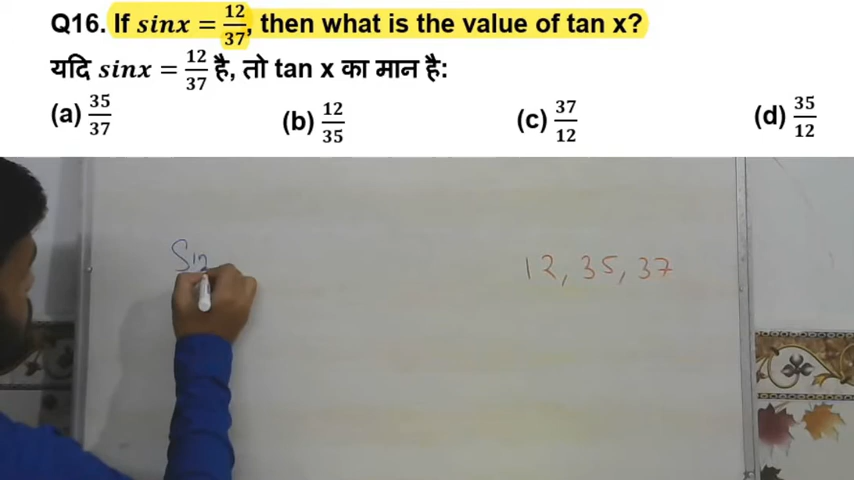 Q16. If sinx = 12/37, then what is the value of tan x?
यदि sinx = 12/37 है, तो tan x का मान है:
(a) 35/37 (b) 12/35 (c) 37/12 (d) 35/12
Sin 12, 35, 37